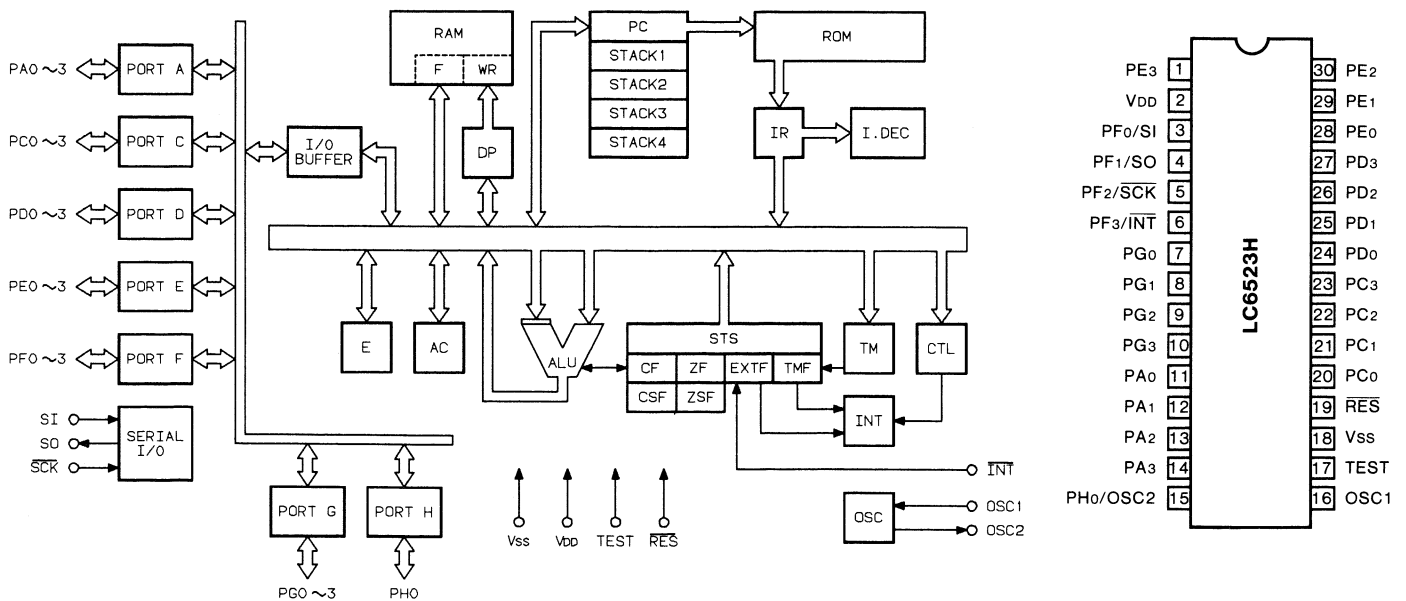 PA0~3
PORT A
PC0~3
PORT C
PD0~3
PORT D
PE0~3
PORT E
PF0~3
PORT F
SI
SO
SCK
SERIAL
I/O
I/O
BUFFER
RAM
F
WR
DP
PC
STACK1
STACK2
STACK3
STACK4
ROM
IR
I.DEC
E
AC
ALU
STS
CF
ZF
EXTF
TMF
CSF
ZSF
TM
CTL
INT
INT
OSC
OSC1
OSC2
PORT G
PORT H
PG0~3
PH0
VSS
VDD
TEST
RES
LC6523H
PE3 1
VDD 2
PF0/SI 3
PF1/SO 4
PF2/SCK 5
PF3/INT 6
PG0 7
PG1 8
PG2 9
PG3 10
PA0 11
PA1 12
PA2 13
PA3 14
PH0/OSC2 15
30 PE2
29 PE1
28 PE0
27 PD3
26 PD2
25 PD1
24 PD0
23 PC3
22 PC2
21 PC1
20 PC0
19 RES
18 VSS
17 TEST
16 OSC1